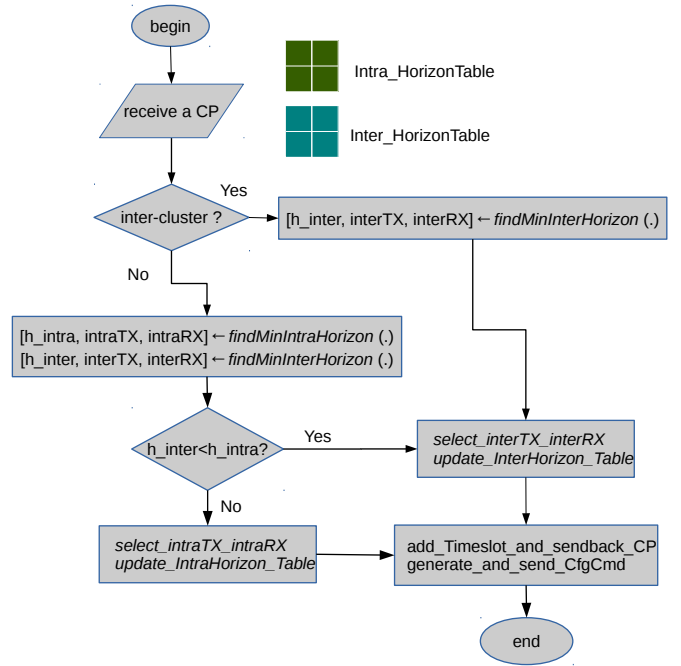 begin
Intra_HorizonTable
receive a CP
Inter_HorizonTable
Yes
inter-cluster ?
[h_inter, interTX, interRX] ← findMinInterHorizon (.)
No
[h_intra, intraTX, intraRX] ← findMinIntraHorizon (.)
[h_inter, interTX, interRX] ← findMinInterHorizon (.)
h_inter<h_intra?
Yes
select_interTX_interRX
update_InterHorizon_Table
No
select_intraTX_intraRX
update_IntraHorizon_Table
add_Timeslot_and_sendback_CP
generate_and_send_CfgCmd
end